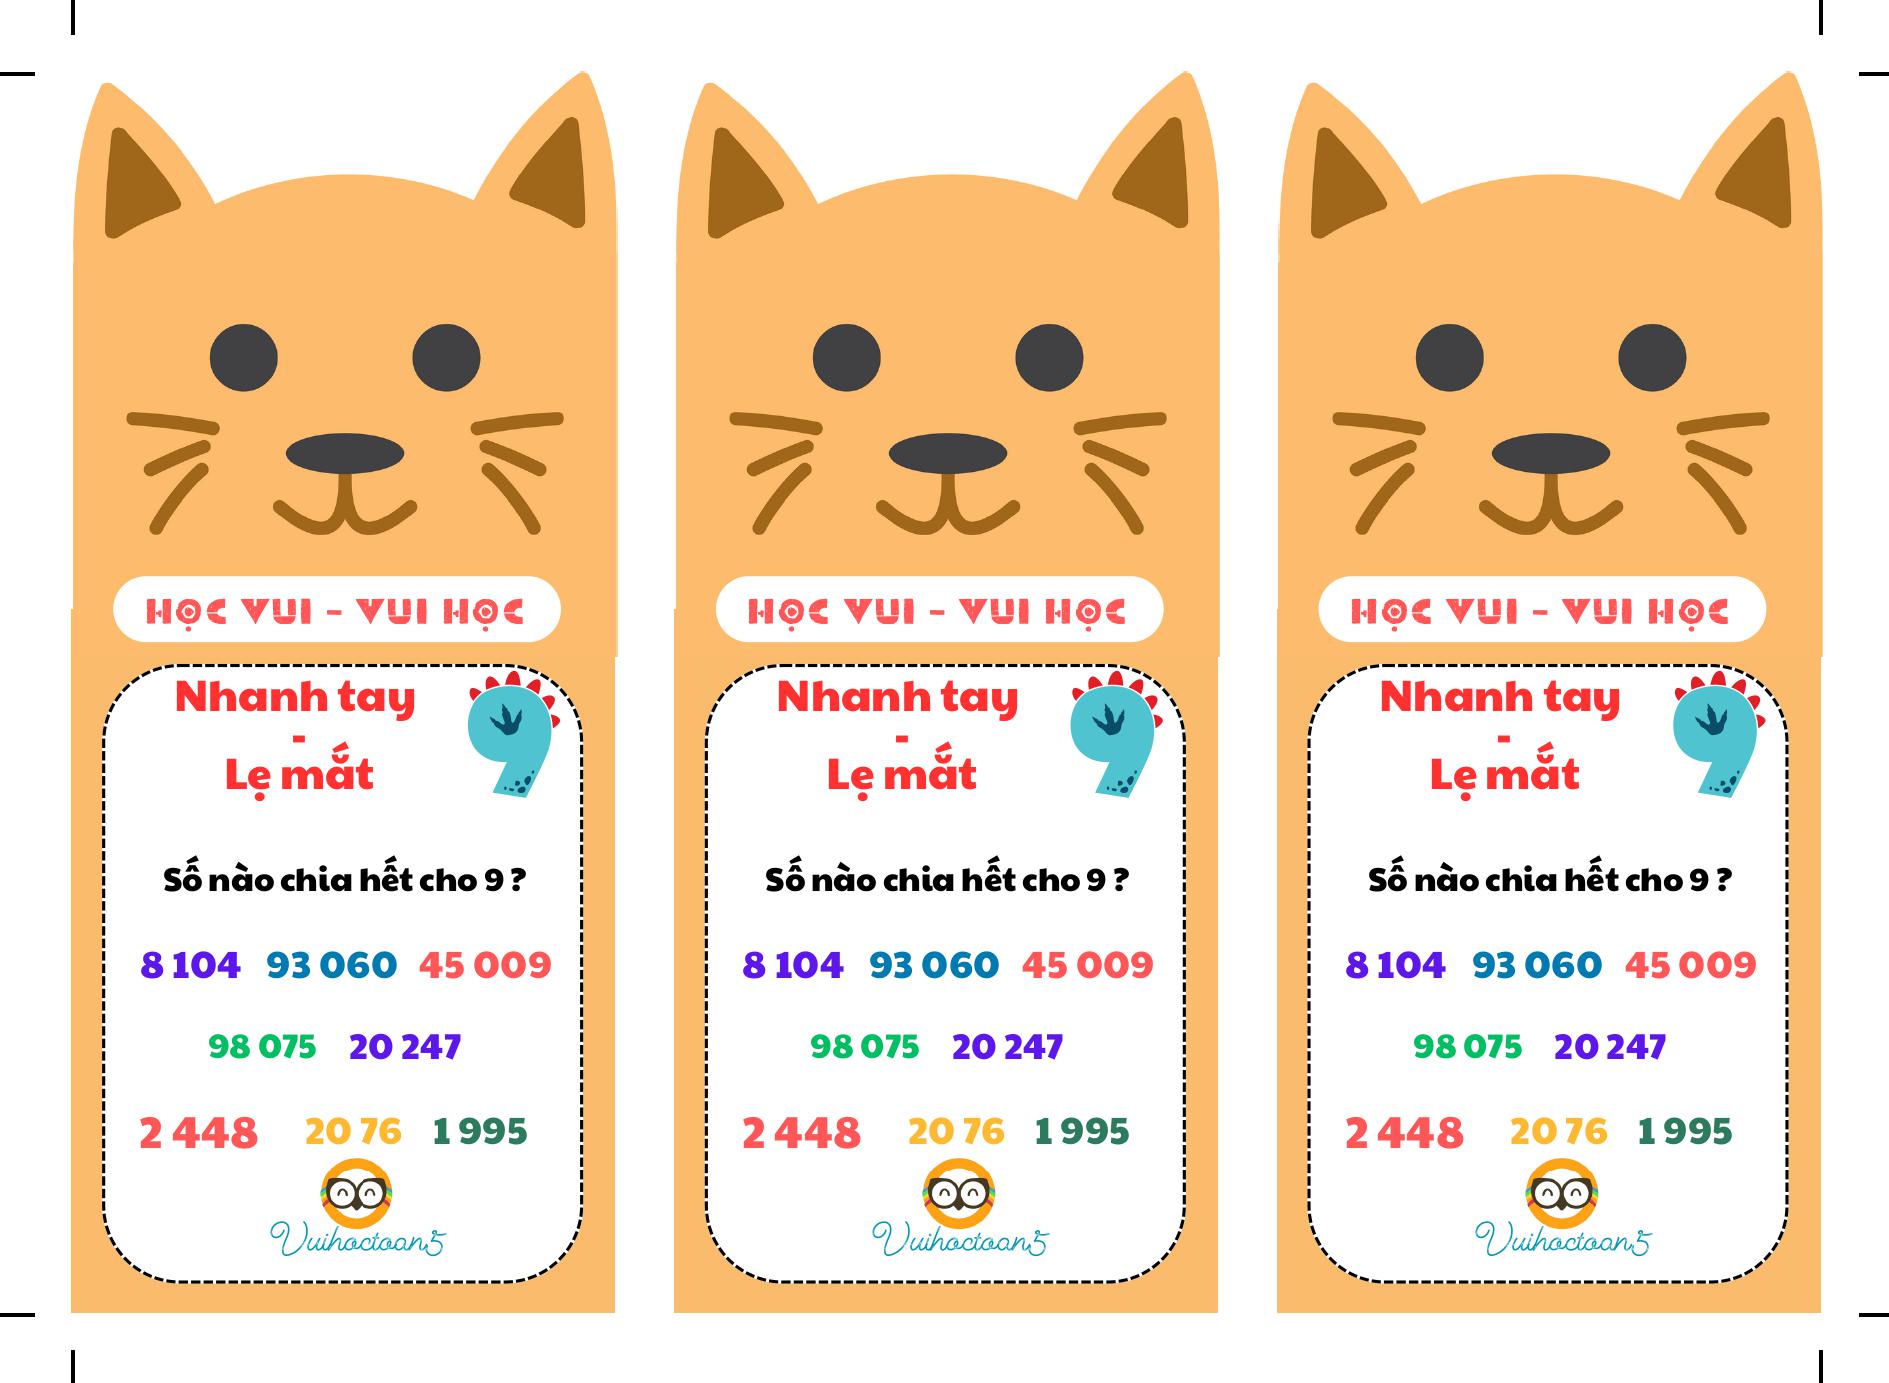 HỌC VUI - VUI HỌC
Nhanh tay
-
Lẹ mắt
Số nào chia hết cho 9 ?
8 104 93 060 45 009
98 075 20 247
2 448 20 76 1 995
Vuihoctoan5
HỌC VUI - VUI HỌC
Nhanh tay
-
Lẹ mắt
Số nào chia hết cho 9 ?
8 104 93 060 45 009
98 075 20 247
2 448 20 76 1 995
Vuihoctoan5
HỌC VUI - VUI HỌC
Nhanh tay
-
Lẹ mắt
Số nào chia hết cho 9 ?
8 104 93 060 45 009
98 075 20 247
2 448 20 76 1 995
Vuihoctoan5